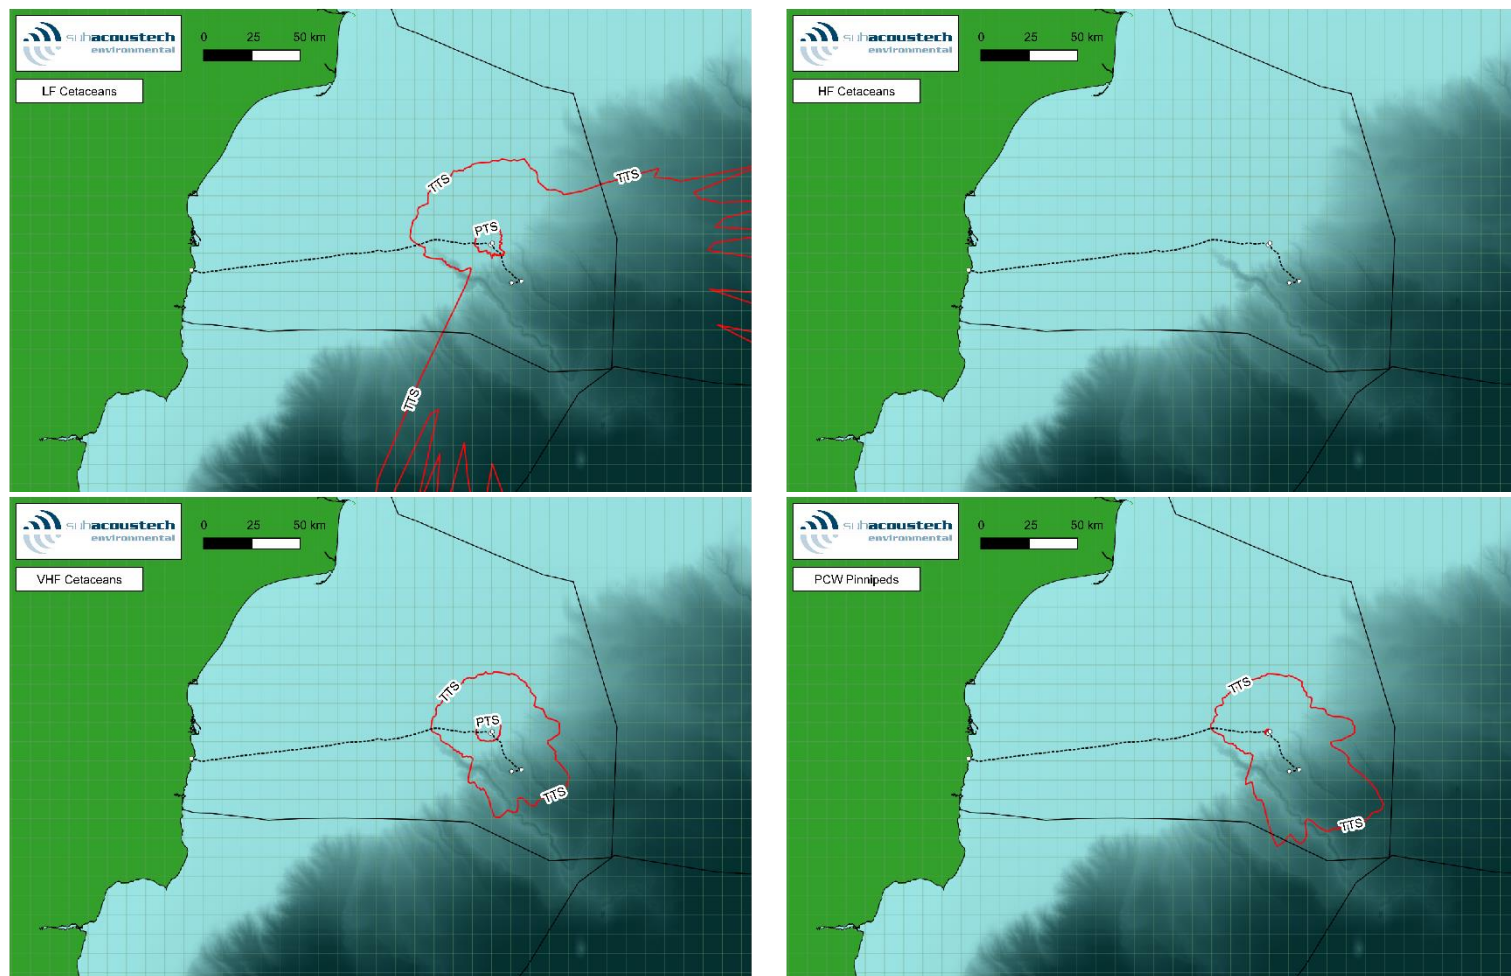 subacoustech
environmental
0 25 50 km
LF Cetaceans
TTS
TTS
PTS
TTS
subacoustech
environmental
0 25 50 km
HF Cetaceans
subacoustech
environmental
0 25 50 km
VHF Cetaceans
TTS
PTS
TTS
subacoustech
environmental
0 25 50 km
PCW Pinnipeds
TTS
TTS